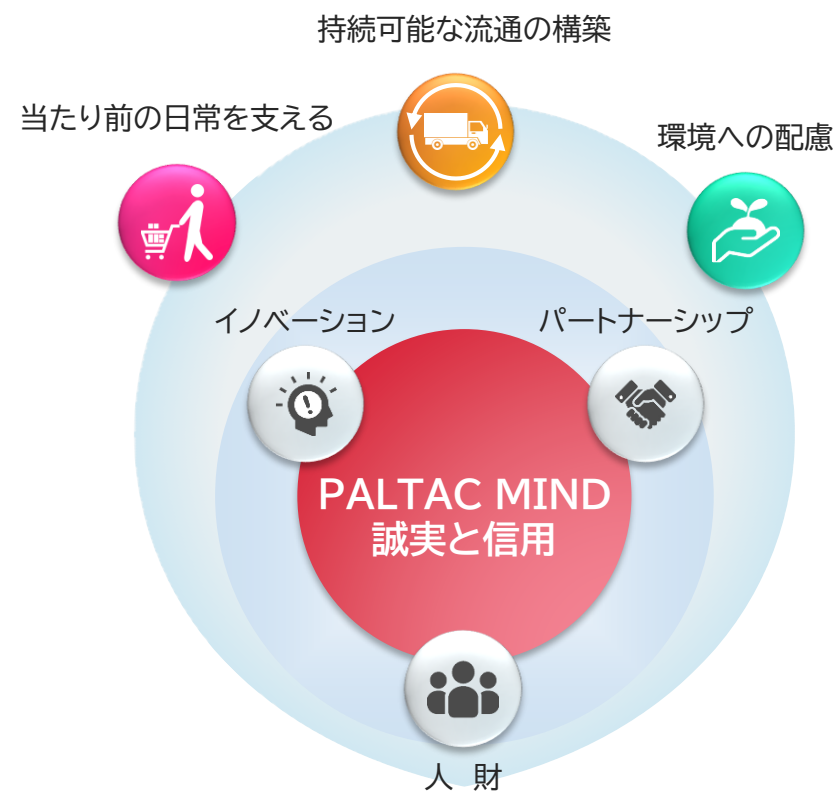 持続可能な流通の構築
当たり前の日常を支える
環境への配慮
イノベーション
パートナーシップ
PALTAC MIND
誠実と信用
人 財